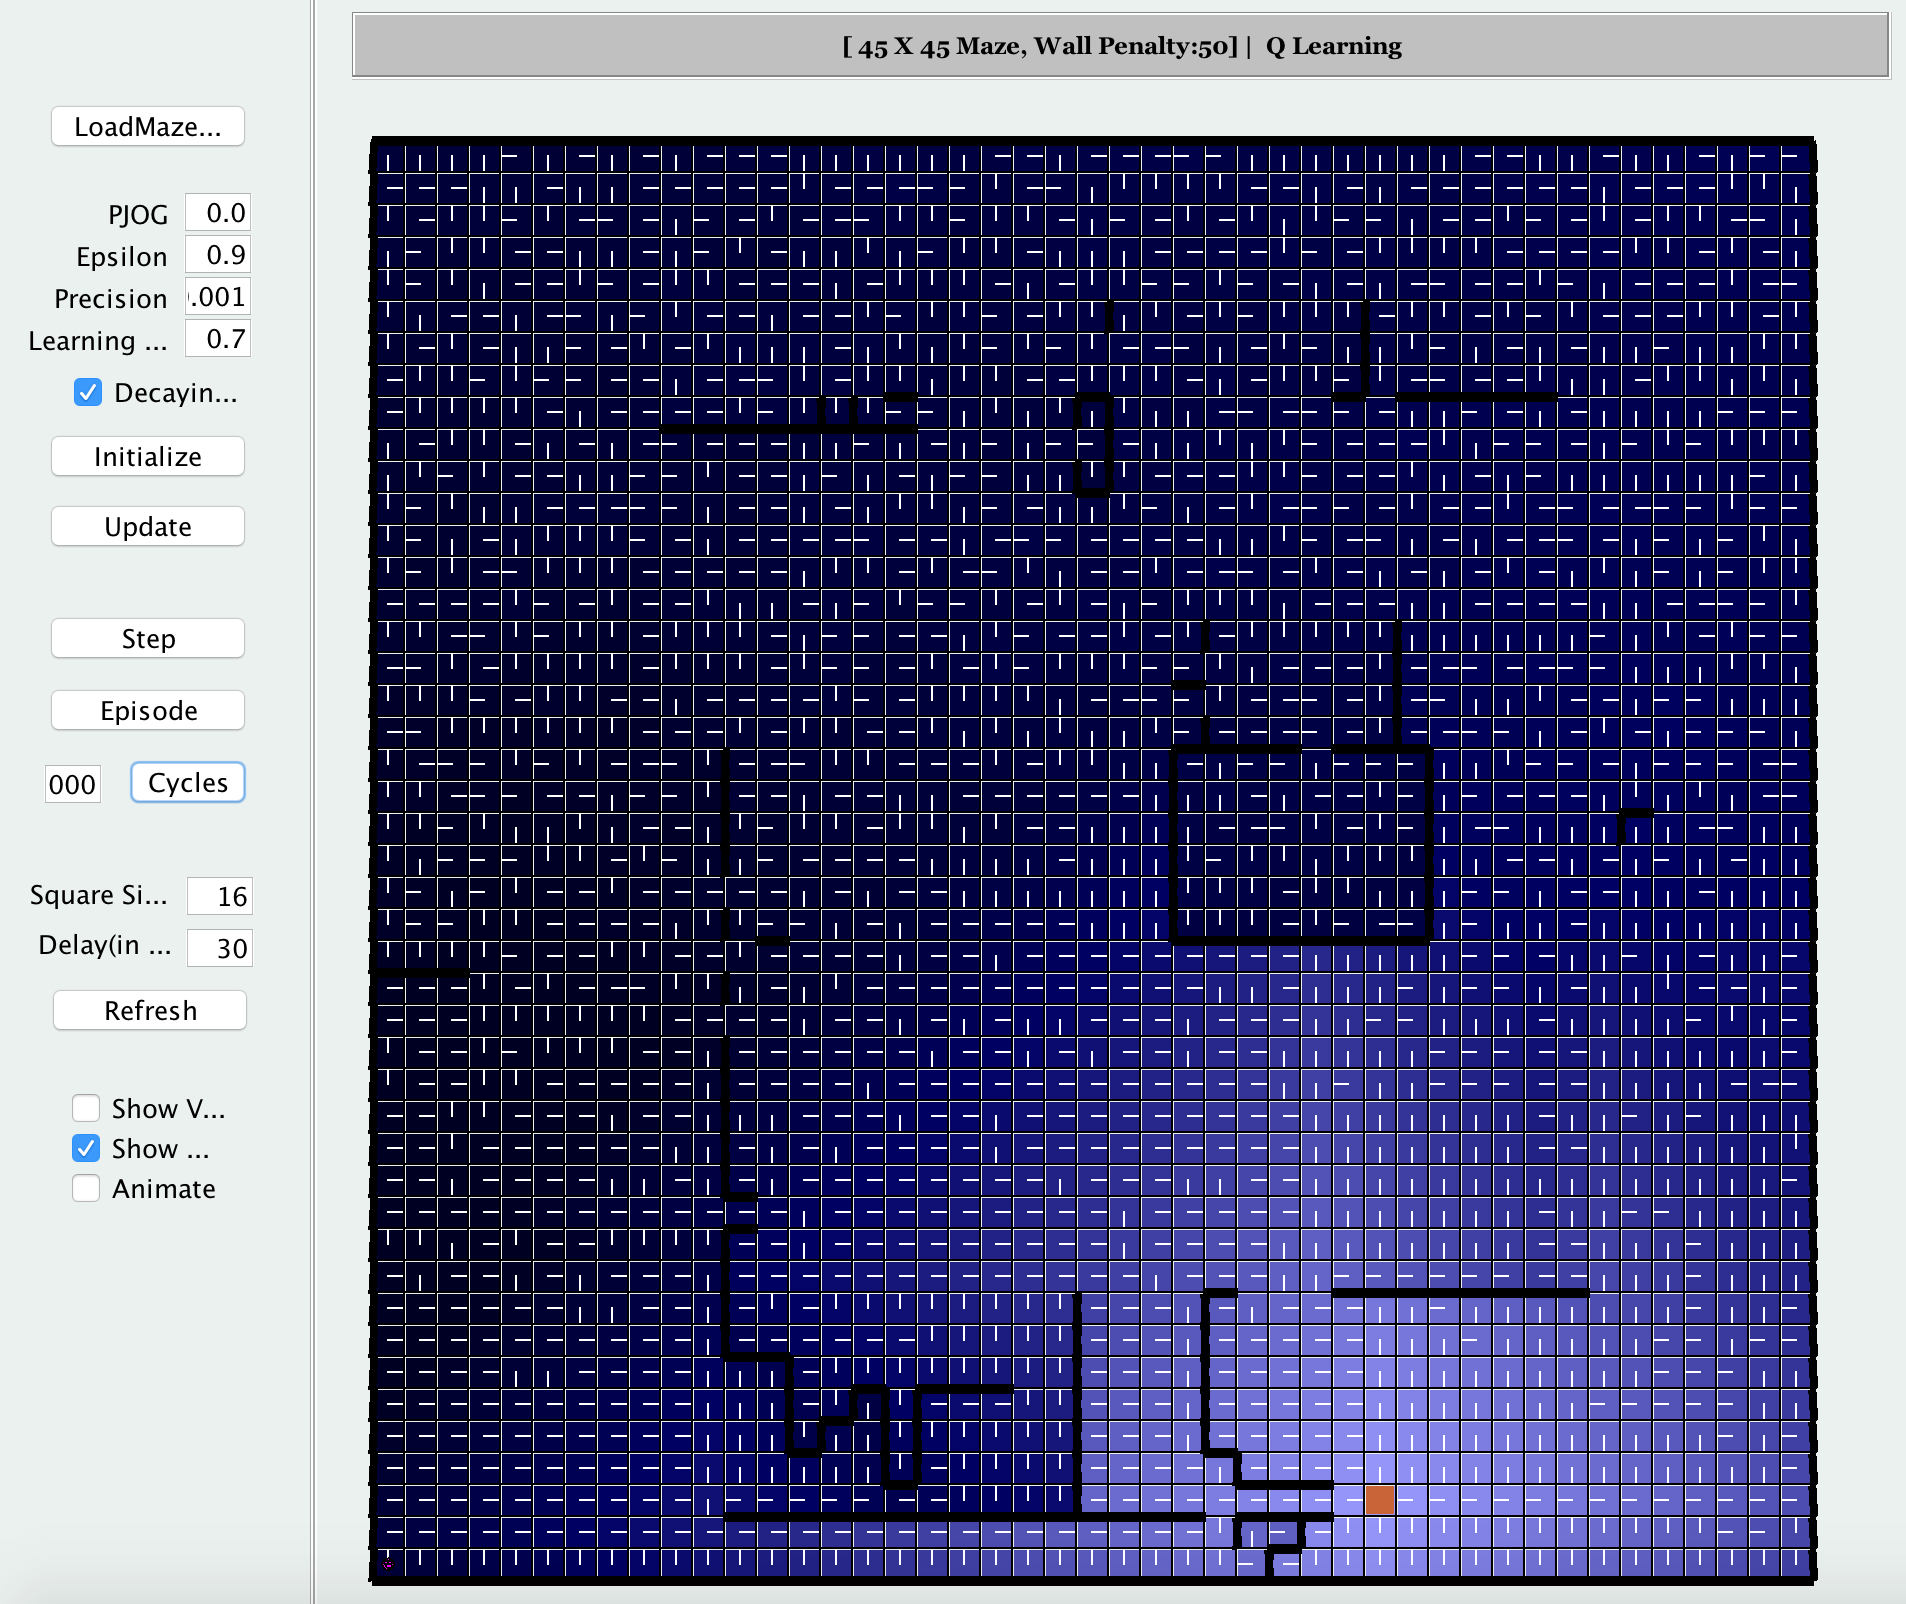 [ 45 X 45 Maze, Wall Penalty:50] | Q Learning
LoadMaze...
PJOG 0.0
Epsilon 0.9
Precision .001
Learning ... 0.7
Decayin...
Initialize
Update
Step
Episode
000 Cycles
Square Si... 16
Delay(in ... 30
Refresh
Show V...
Show ...
Animate